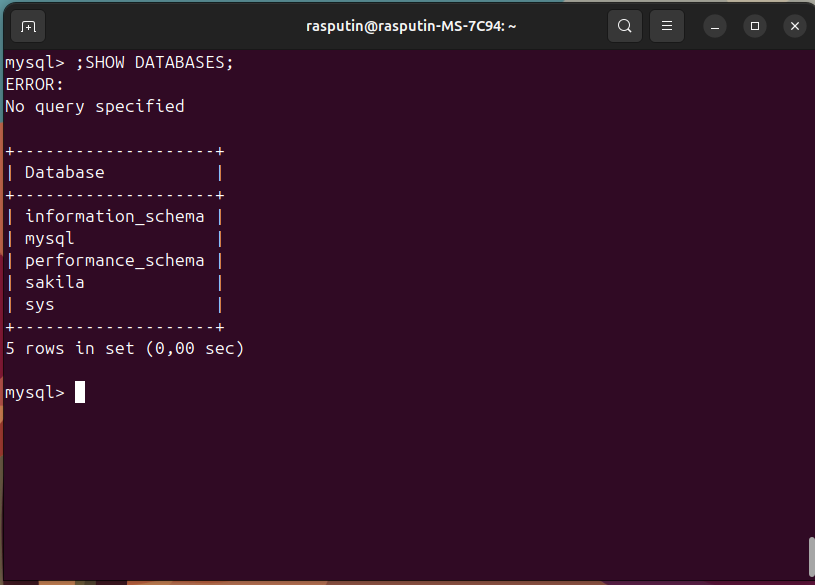 rasputin@rasputin-MS-7C94: ~
mysql> ;SHOW DATABASES;
ERROR:
No query specified
+--------------------+
| Database           |
+--------------------+
| information_schema |
| mysql              |
| performance_schema |
| sakila             |
| sys                |
+--------------------+
5 rows in set (0,00 sec)
mysql>